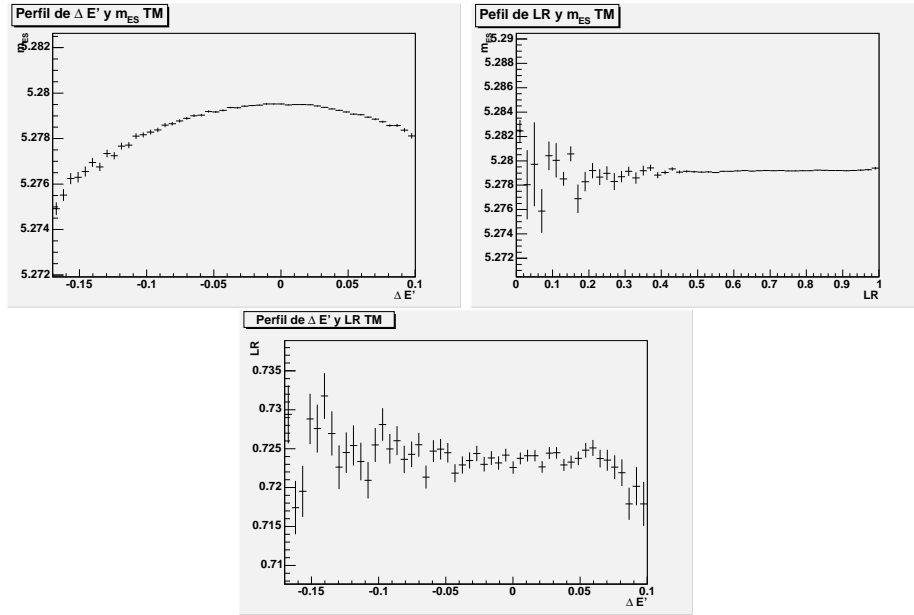 Perfil de Δ E' y m_ES TM
m_ES
5.282
5.28
5.278
5.276
5.274
5.272
-0.15 -0.1 -0.05 0 0.05 0.1
Δ E'
Pefil de LR y m_ES TM
m_ES
5.29
5.288
5.286
5.284
5.282
5.28
5.278
5.276
5.274
5.272
0 0.1 0.2 0.3 0.4 0.5 0.6 0.7 0.8 0.9 1
LR
Perfil de Δ E' y LR TM
LR
0.735
0.73
0.725
0.72
0.715
0.71
-0.15 -0.1 -0.05 0 0.05 0.1
Δ E'